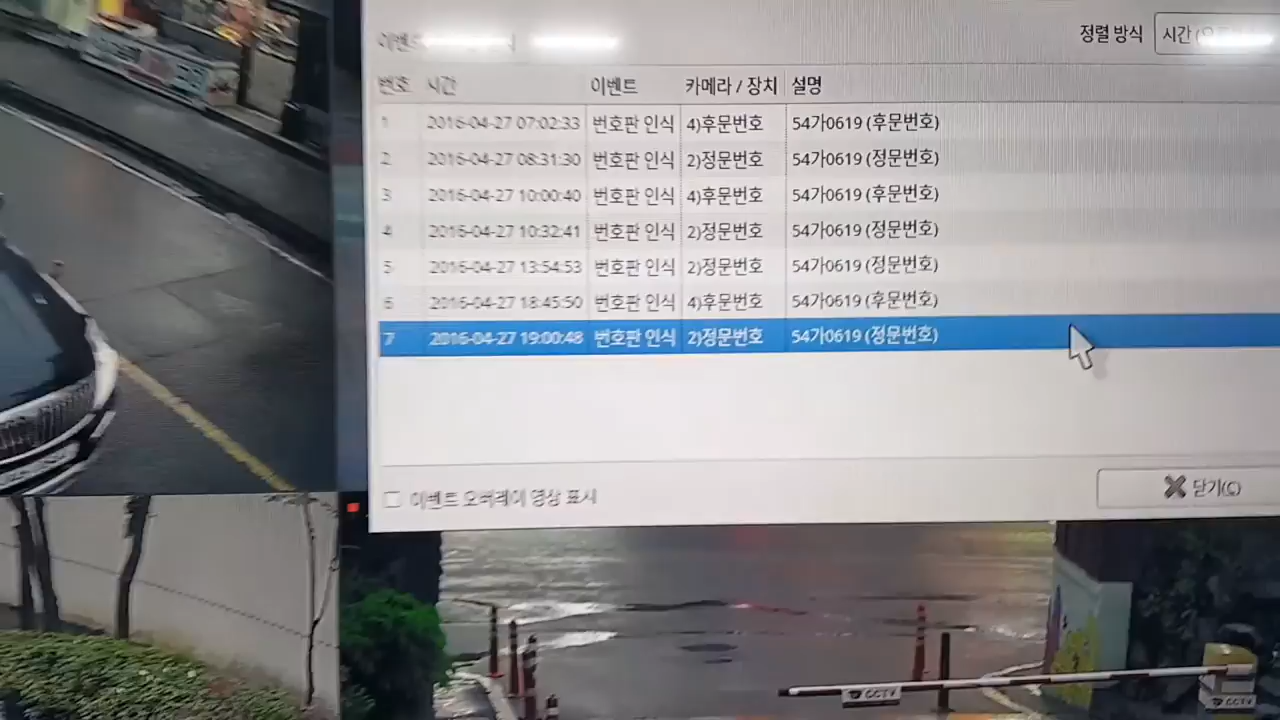 정렬 방식 시간
번호 시간 이벤트 카메라 / 장치 설명
1 2016-04-27 07:02:33 번호판 인식 4)후문번호 54가0619 (후문번호)
2 2016-04-27 08:31:30 번호판 인식 2)정문번호 54가0619 (정문번호)
3 2016-04-27 10:00:40 번호판 인식 4)후문번호 54가0619 (후문번호)
4 2016-04-27 10:32:41 번호판 인식 2)정문번호 54가0619 (정문번호)
5 2016-04-27 13:54:53 번호판 인식 2)정문번호 54가0619 (정문번호)
6 2016-04-27 18:45:50 번호판 인식 4)후문번호 54가0619 (후문번호)
7 2016-04-27 19:00:48 번호판 인식 2)정문번호 54가0619 (정문번호)
이벤트 오버레이 영상 표시
닫기(C)
CCTV
CCTV